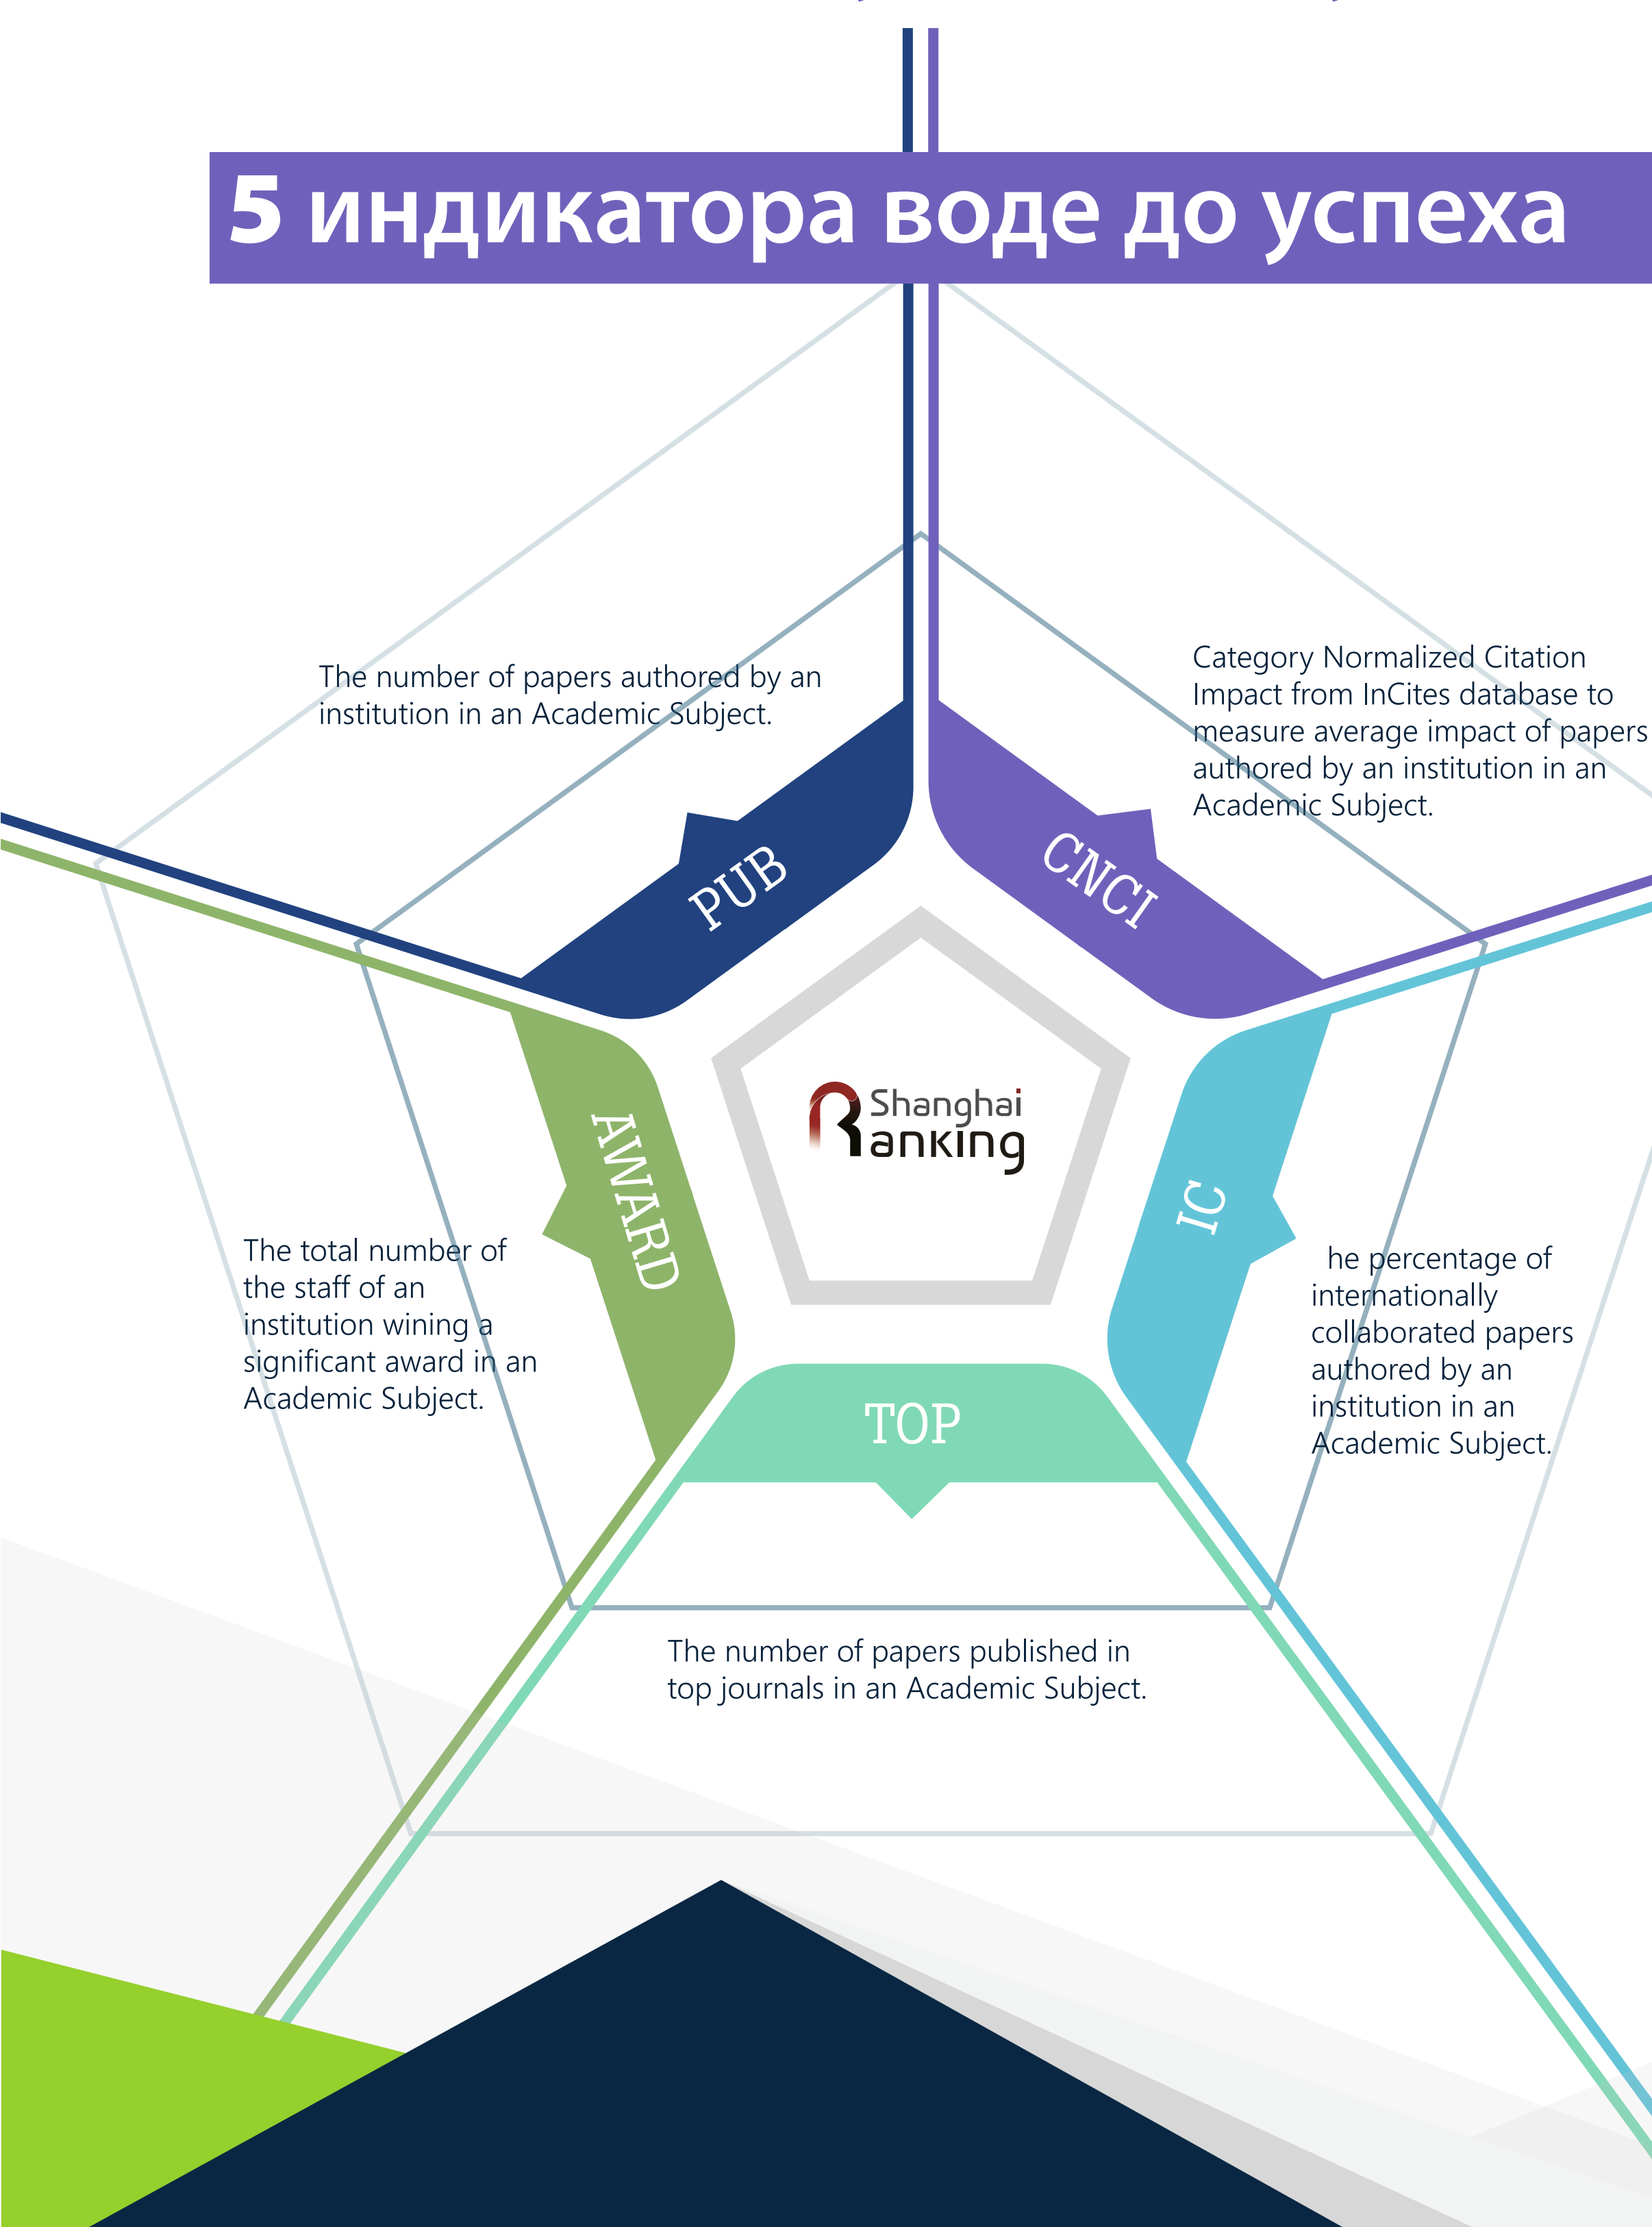 5 индикатора воде до успеха
The number of papers authored by an
institution in an Academic Subject.
Category Normalized Citation
Impact from InCites database to
measure average impact of papers
authored by an institution in an
Academic Subject.
PUB
CNCI
Shanghai
Ranking
AWARD
IC
The total number of
the staff of an
institution wining a
significant award in an
Academic Subject.
he percentage of
internationally
collaborated papers
authored by an
institution in an
Academic Subject.
TOP
The number of papers published in
top journals in an Academic Subject.